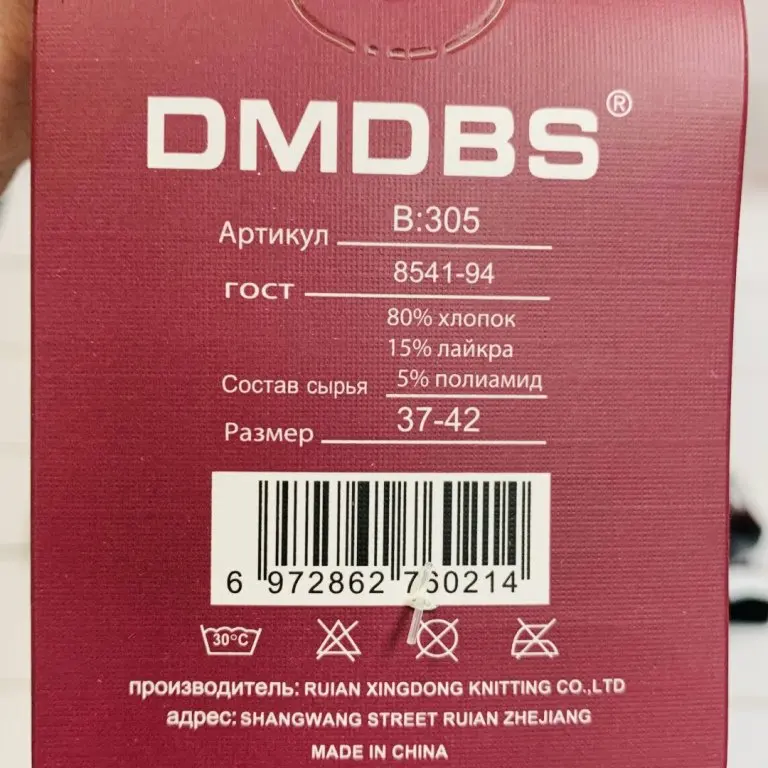 DMDBS®
Артикул B:305
ГОСТ 8541-94
80% хлопок
15% лайкра
Состав сырья 5% полиамид
Размер 37-42
6 972862 760214
30°C
производитель: RUIAN XINGDONG KNITTING CO.,LTD
адрес: SHANGWANG STREET RUIAN ZHEJIANG
MADE IN CHINA